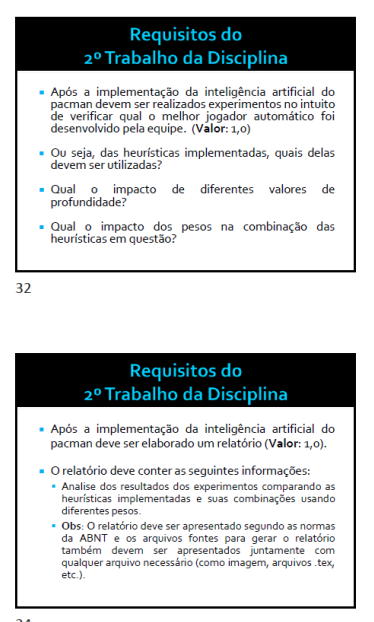 Requisitos do
2º Trabalho da Disciplina
Após a implementação da inteligência artificial do
pacman devem ser realizados experimentos no intuito
de verificar qual o melhor jogador automático foi
desenvolvido pela equipe. (Valor: 1,0)
Ou seja, das heurísticas implementadas, quais delas
devem ser utilizadas?
Qual o impacto de diferentes valores de
profundidade?
Qual o impacto dos pesos na combinação das
heurísticas em questão?
32
Requisitos do
2º Trabalho da Disciplina
Após a implementação da inteligência artificial do
pacman deve ser elaborado um relatório (Valor: 1,0).
O relatório deve conter as seguintes informações:
Analise dos resultados dos experimentos comparando as
heurísticas implementadas e suas combinações usando
diferentes pesos.
Obs: O relatório deve ser apresentado segundo as normas
da ABNT e os arquivos fontes para gerar o relatório
também devem ser apresentados juntamente com
qualquer arquivo necessário (como imagem, arquivos .tex,
etc.).